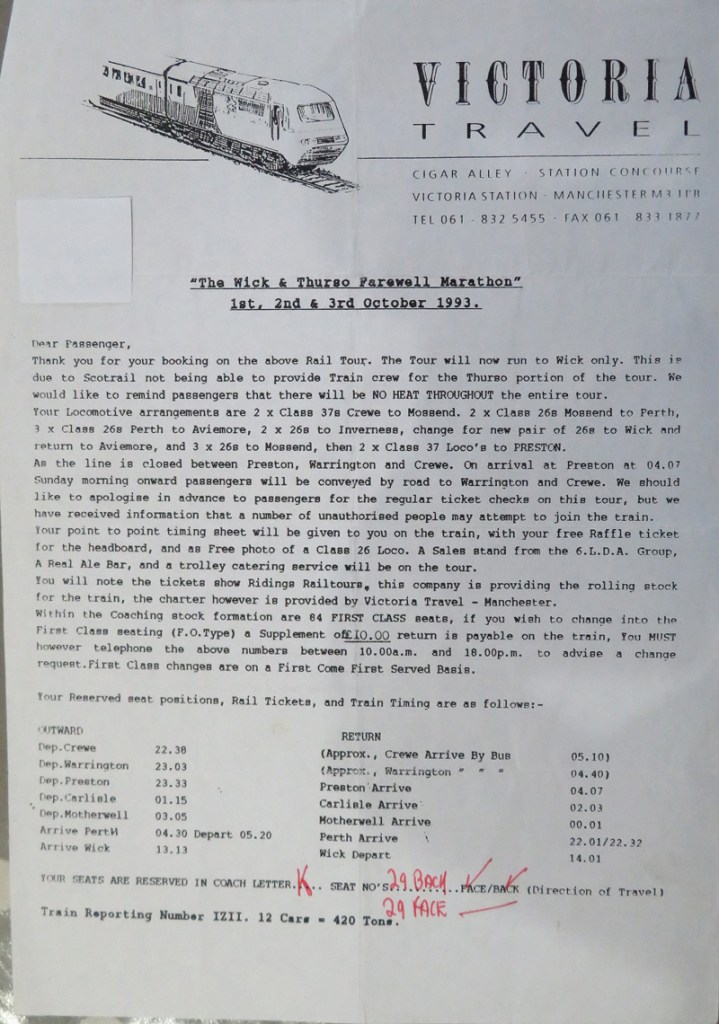 VICTORIA
TRAVEL
CIGAR ALLEY · STATION CONCOURSE
VICTORIA STATION · MANCHESTER M3 1PB
TEL 061 · 832 5455 · FAX 061 833 1877
"The Wick & Thurso Farewell Marathon"
1st, 2nd & 3rd October 1993.
Dear Passenger,
Thank you for your booking on the above Rail Tour. The Tour will now run to Wick only. This is
due to Scotrail not being able to provide Train crew for the Thurso portion of the tour. We
would like to remind passengers that there will be NO HEAT THROUGHOUT the entire tour.
Your Locomotive arrangements are 2 x Class 37s Crewe to Mossend. 2 x Class 26s Mossend to Perth,
3 x Class 26s Perth to Aviemore, 2 x 26s to Inverness, change for new pair of 26s to Wick and
return to Aviemore, and 3 x 26s to Mossend, then 2 x Class 37 Loco's to PRESTON.
As the line is closed between Preston, Warrington and Crewe. On arrival at Preston at 04.07
Sunday morning onward passengers will be conveyed by road to Warrington and Crewe. We should
like to apologise in advance to passengers for the regular ticket checks on this tour, but we
have received information that a number of unauthorised people may attempt to join the train.
Your point to point timing sheet will be given to you on the train, with your free Raffle ticket
for the headboard, and as Free photo of a Class 26 Loco. A Sales stand from the 6.L.D.A. Group,
A Real Ale Bar, and a trolley catering service will be on the tour.
You will note the tickets show Ridings Railtours, this company is providing the rolling stock
for the train, the charter however is provided by Victoria Travel - Manchester.
Within the Coaching stock formation are 84 FIRST CLASS seats, if you wish to change into the
First Class seating (F.O.Type) a Supplement of £10.00 return is payable on the train, You MUST
however telephone the above numbers between 10.00a.m. and 18.00p.m. to advise a change
request.First Class changes are on a First Come First Served Basis.
Your Reserved seat positions, Rail Tickets, and Train Timing are as follows:-
OUTWARD RETURN
Dep.Crewe 22.38 (Approx., Crewe Arrive By Bus 05.10)
Dep.Warrington 23.03 (Approx., Warrington " " " 04.40)
Dep.Preston 23.33 Preston Arrive 04.07
Dep.Carlisle 01.15 Carlisle Arrive 02.03
Dep.Motherwell 03.05 Motherwell Arrive 00.01
Arrive PertH 04.30 Depart 05.20 Perth Arrive 22.01/22.32
Arrive Wick 13.13 Wick Depart 14.01
YOUR SEATS ARE RESERVED IN COACH LETTER.K.. SEAT NO'S 29 BACK..FACE/BACK (Direction of Travel)
29 FACE
Train Reporting Number IZII. 12 Cars = 420 Tons.